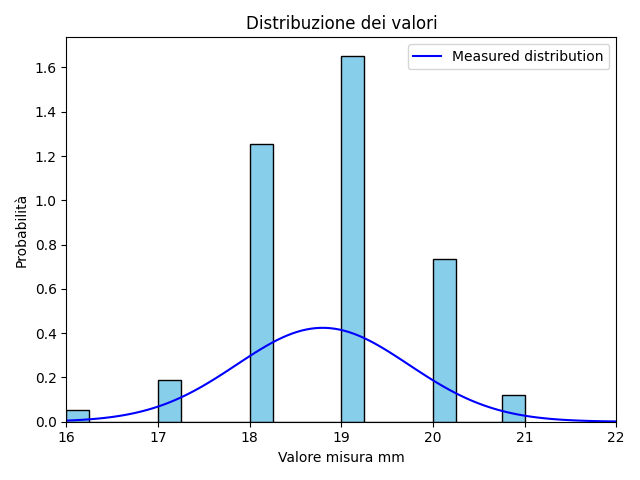 Distribuzione dei valori
Measured distribution
Probabilità
1.6
1.4
1.2
1.0
0.8
0.6
0.4
0.2
0.0
16 17 18 19 20 21 22
Valore misura mm